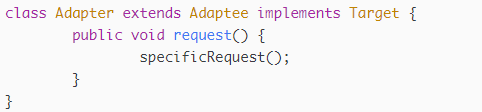 class Adapter extends Adaptee implements Target {
        public void request() {
                specificRequest();
        }
}